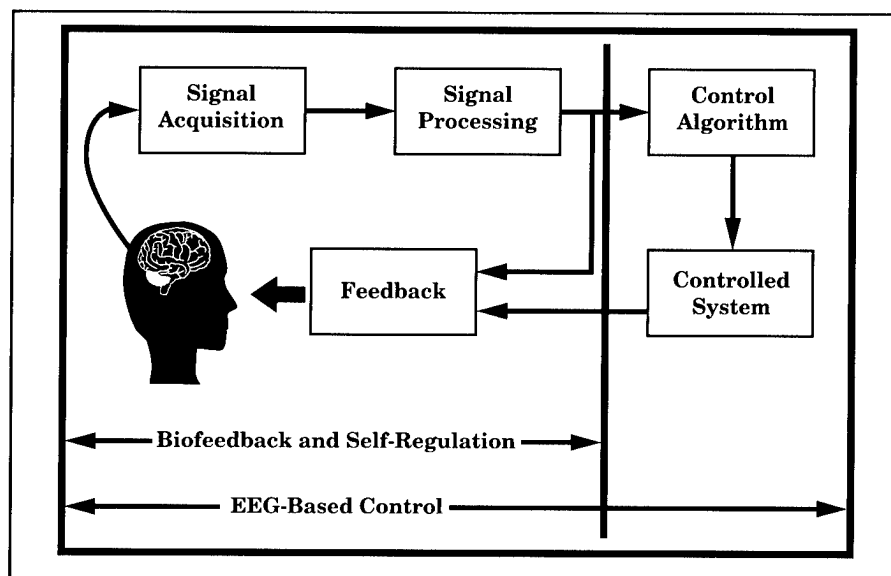 Signal
Acquisition
Signal
Processing
Control
Algorithm
Feedback
Controlled
System
Biofeedback and Self-Regulation
EEG-Based Control